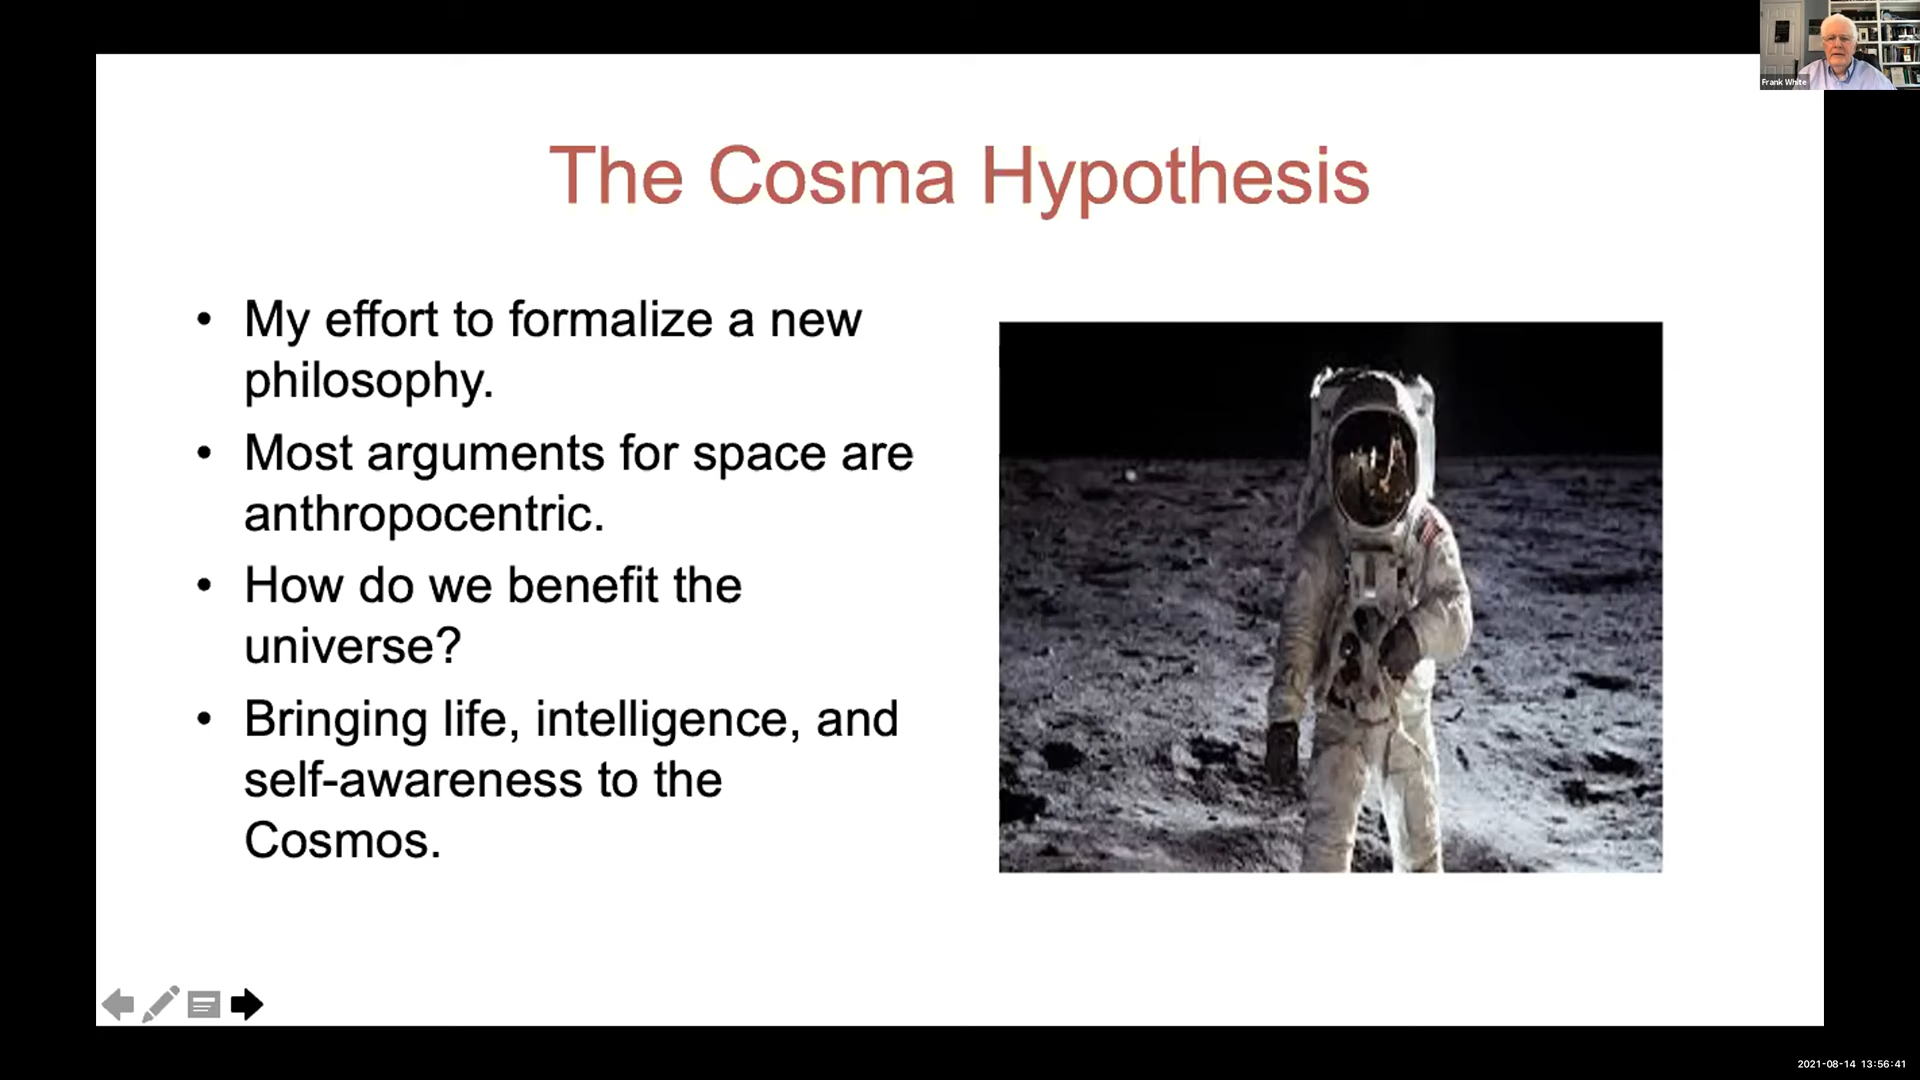 Frank White
The Cosma Hypothesis
• My effort to formalize a new
philosophy.
• Most arguments for space are
anthropocentric.
• How do we benefit the
universe?
• Bringing life, intelligence, and
self-awareness to the
Cosmos.
2021-08-14 13:56:41